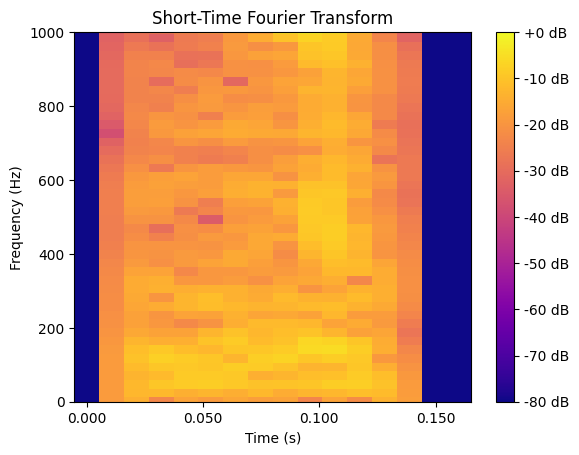 Short-Time Fourier Transform
1000
800
600
400
200
0
Frequency (Hz)
0.000
0.050
0.100
0.150
Time (s)
+0 dB
-10 dB
-20 dB
-30 dB
-40 dB
-50 dB
-60 dB
-70 dB
-80 dB